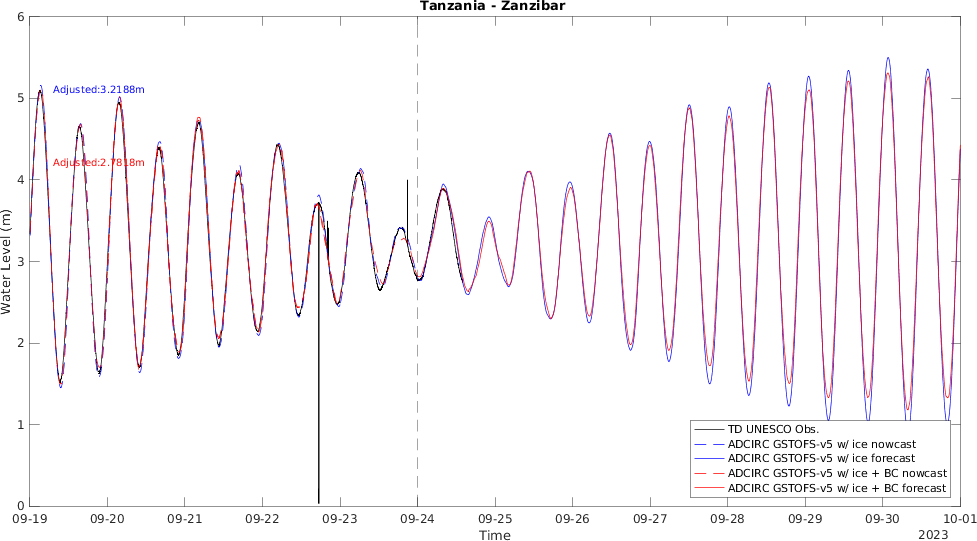 Tanzania - Zanzibar
6
5
4
3
2
1
0
Water Level (m)
Adjusted:3.2188m
Adjusted:2.7818m
TD UNESCO Obs.
ADCIRC GSTOFS-v5 w/ ice nowcast
ADCIRC GSTOFS-v5 w/ ice forecast
ADCIRC GSTOFS-v5 w/ ice + BC nowcast
ADCIRC GSTOFS-v5 w/ ice + BC forecast
09-19 09-20 09-21 09-22 09-23 09-24 09-25 09-26 09-27 09-28 09-29 09-30 10-01
Time
2023